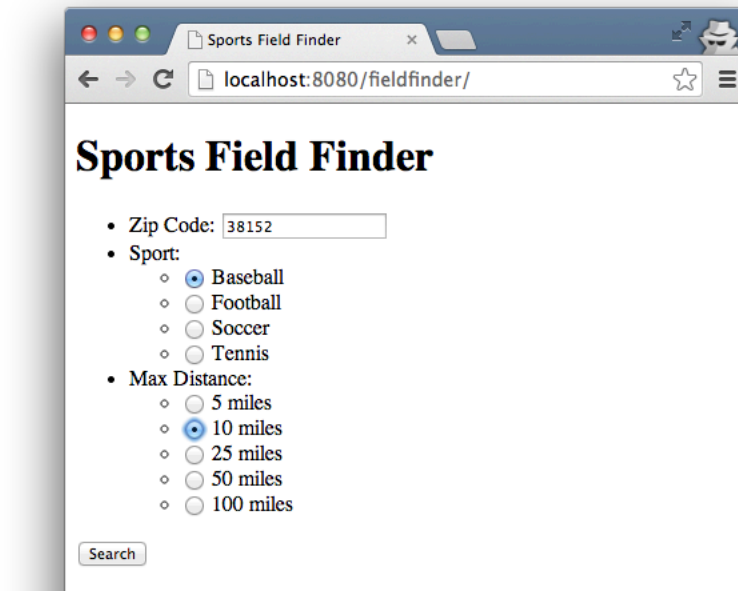 Sports Field Finder
localhost:8080/fieldfinder/
Sports Field Finder
Zip Code: 38152
Sport:
Baseball
Football
Soccer
Tennis
Max Distance:
5 miles
10 miles
25 miles
50 miles
100 miles
Search